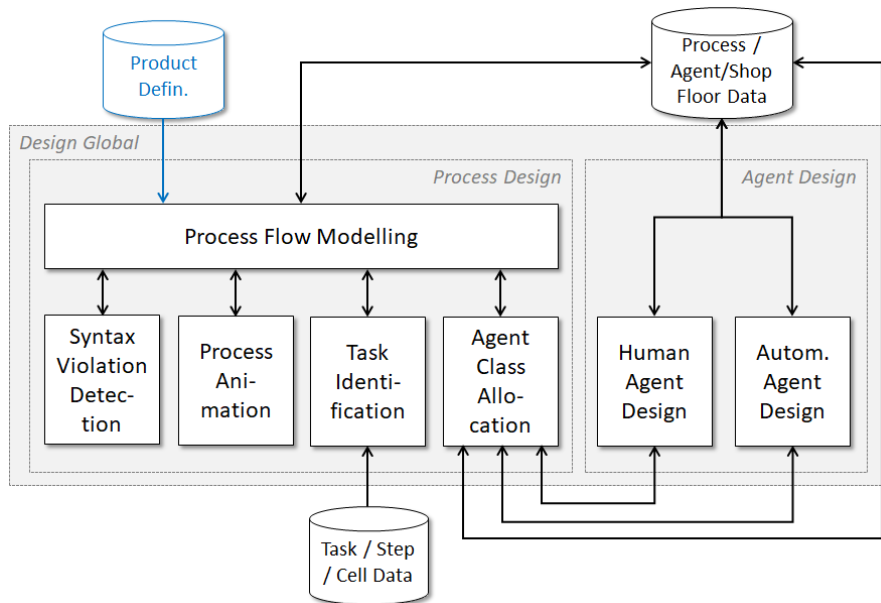 Product
Defin.
Process /
Agent/Shop
Floor Data
Design Global
Process Design
Agent Design
Process Flow Modelling
Syntax
Violation
Detec-
tion
Process
Ani-
mation
Task
Identi-
fication
Agent
Class
Allo-
cation
Human
Agent
Design
Autom.
Agent
Design
Task / Step
/ Cell Data